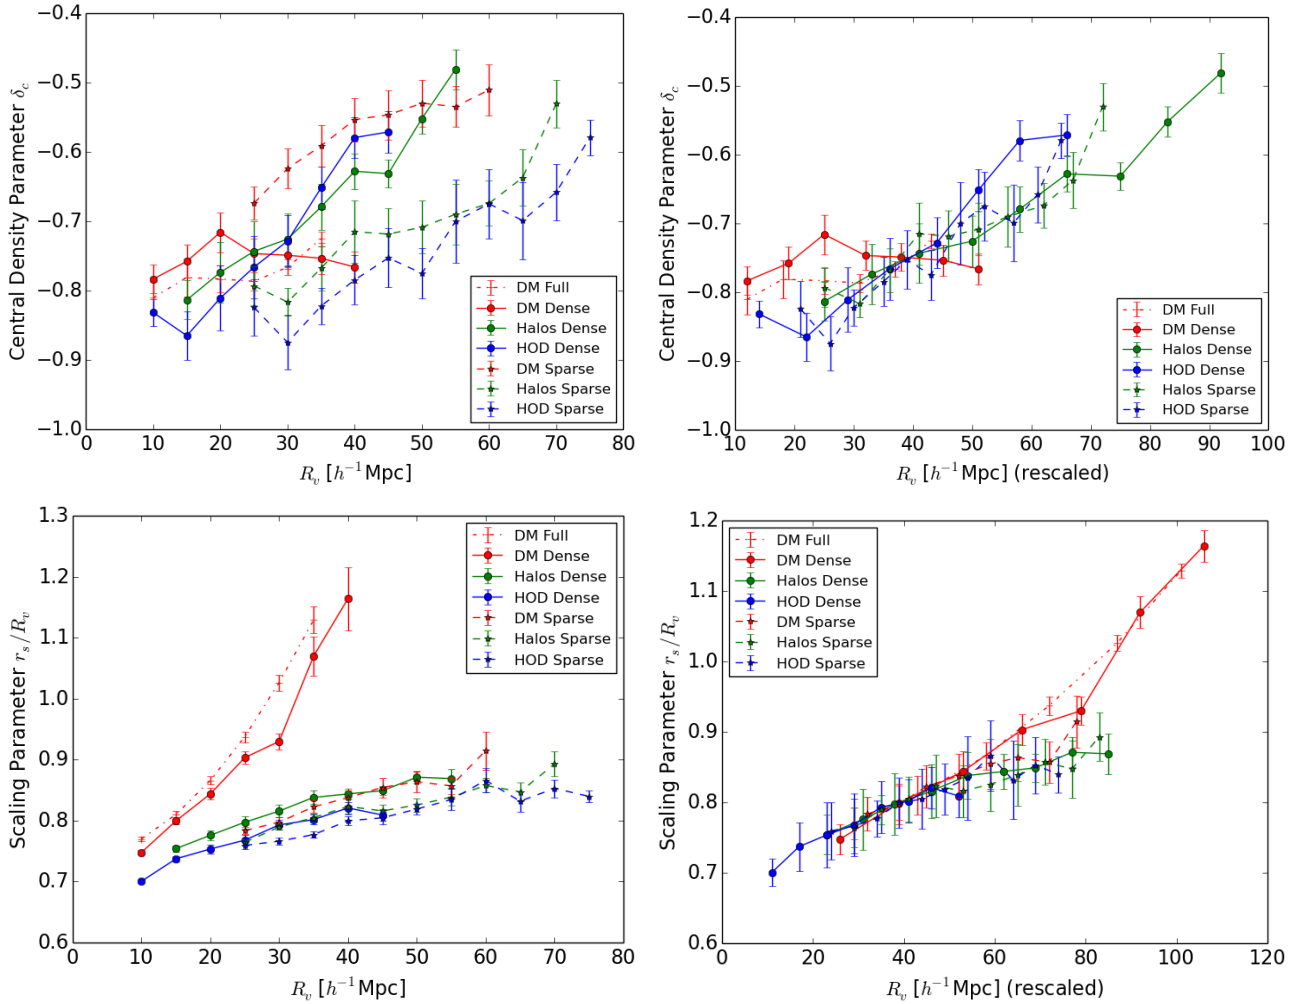 −0.4
−0.5
−0.6
−0.7
−0.8
−0.9
−1.0
Central Density Parameter δc
0 10 20 30 40 50 60 70 80
Rv [h−1Mpc]
DM Full
DM Dense
Halos Dense
HOD Dense
DM Sparse
Halos Sparse
HOD Sparse
−0.4
−0.5
−0.6
−0.7
−0.8
−0.9
−1.0
Central Density Parameter δc
10 20 30 40 50 60 70 80 90 100
Rv [h−1Mpc] (rescaled)
DM Full
DM Dense
Halos Dense
HOD Dense
Halos Sparse
HOD Sparse
1.3
1.2
1.1
1.0
0.9
0.8
0.7
0.6
Scaling Parameter rs/Rv
0 10 20 30 40 50 60 70 80
Rv [h−1Mpc]
DM Full
DM Dense
Halos Dense
HOD Dense
DM Sparse
Halos Sparse
HOD Sparse
1.2
1.1
1.0
0.9
0.8
0.7
0.6
Scaling Parameter rs/Rv
0 20 40 60 80 100 120
Rv [h−1Mpc] (rescaled)
DM Full
DM Dense
Halos Dense
HOD Dense
DM Sparse
Halos Sparse
HOD Sparse